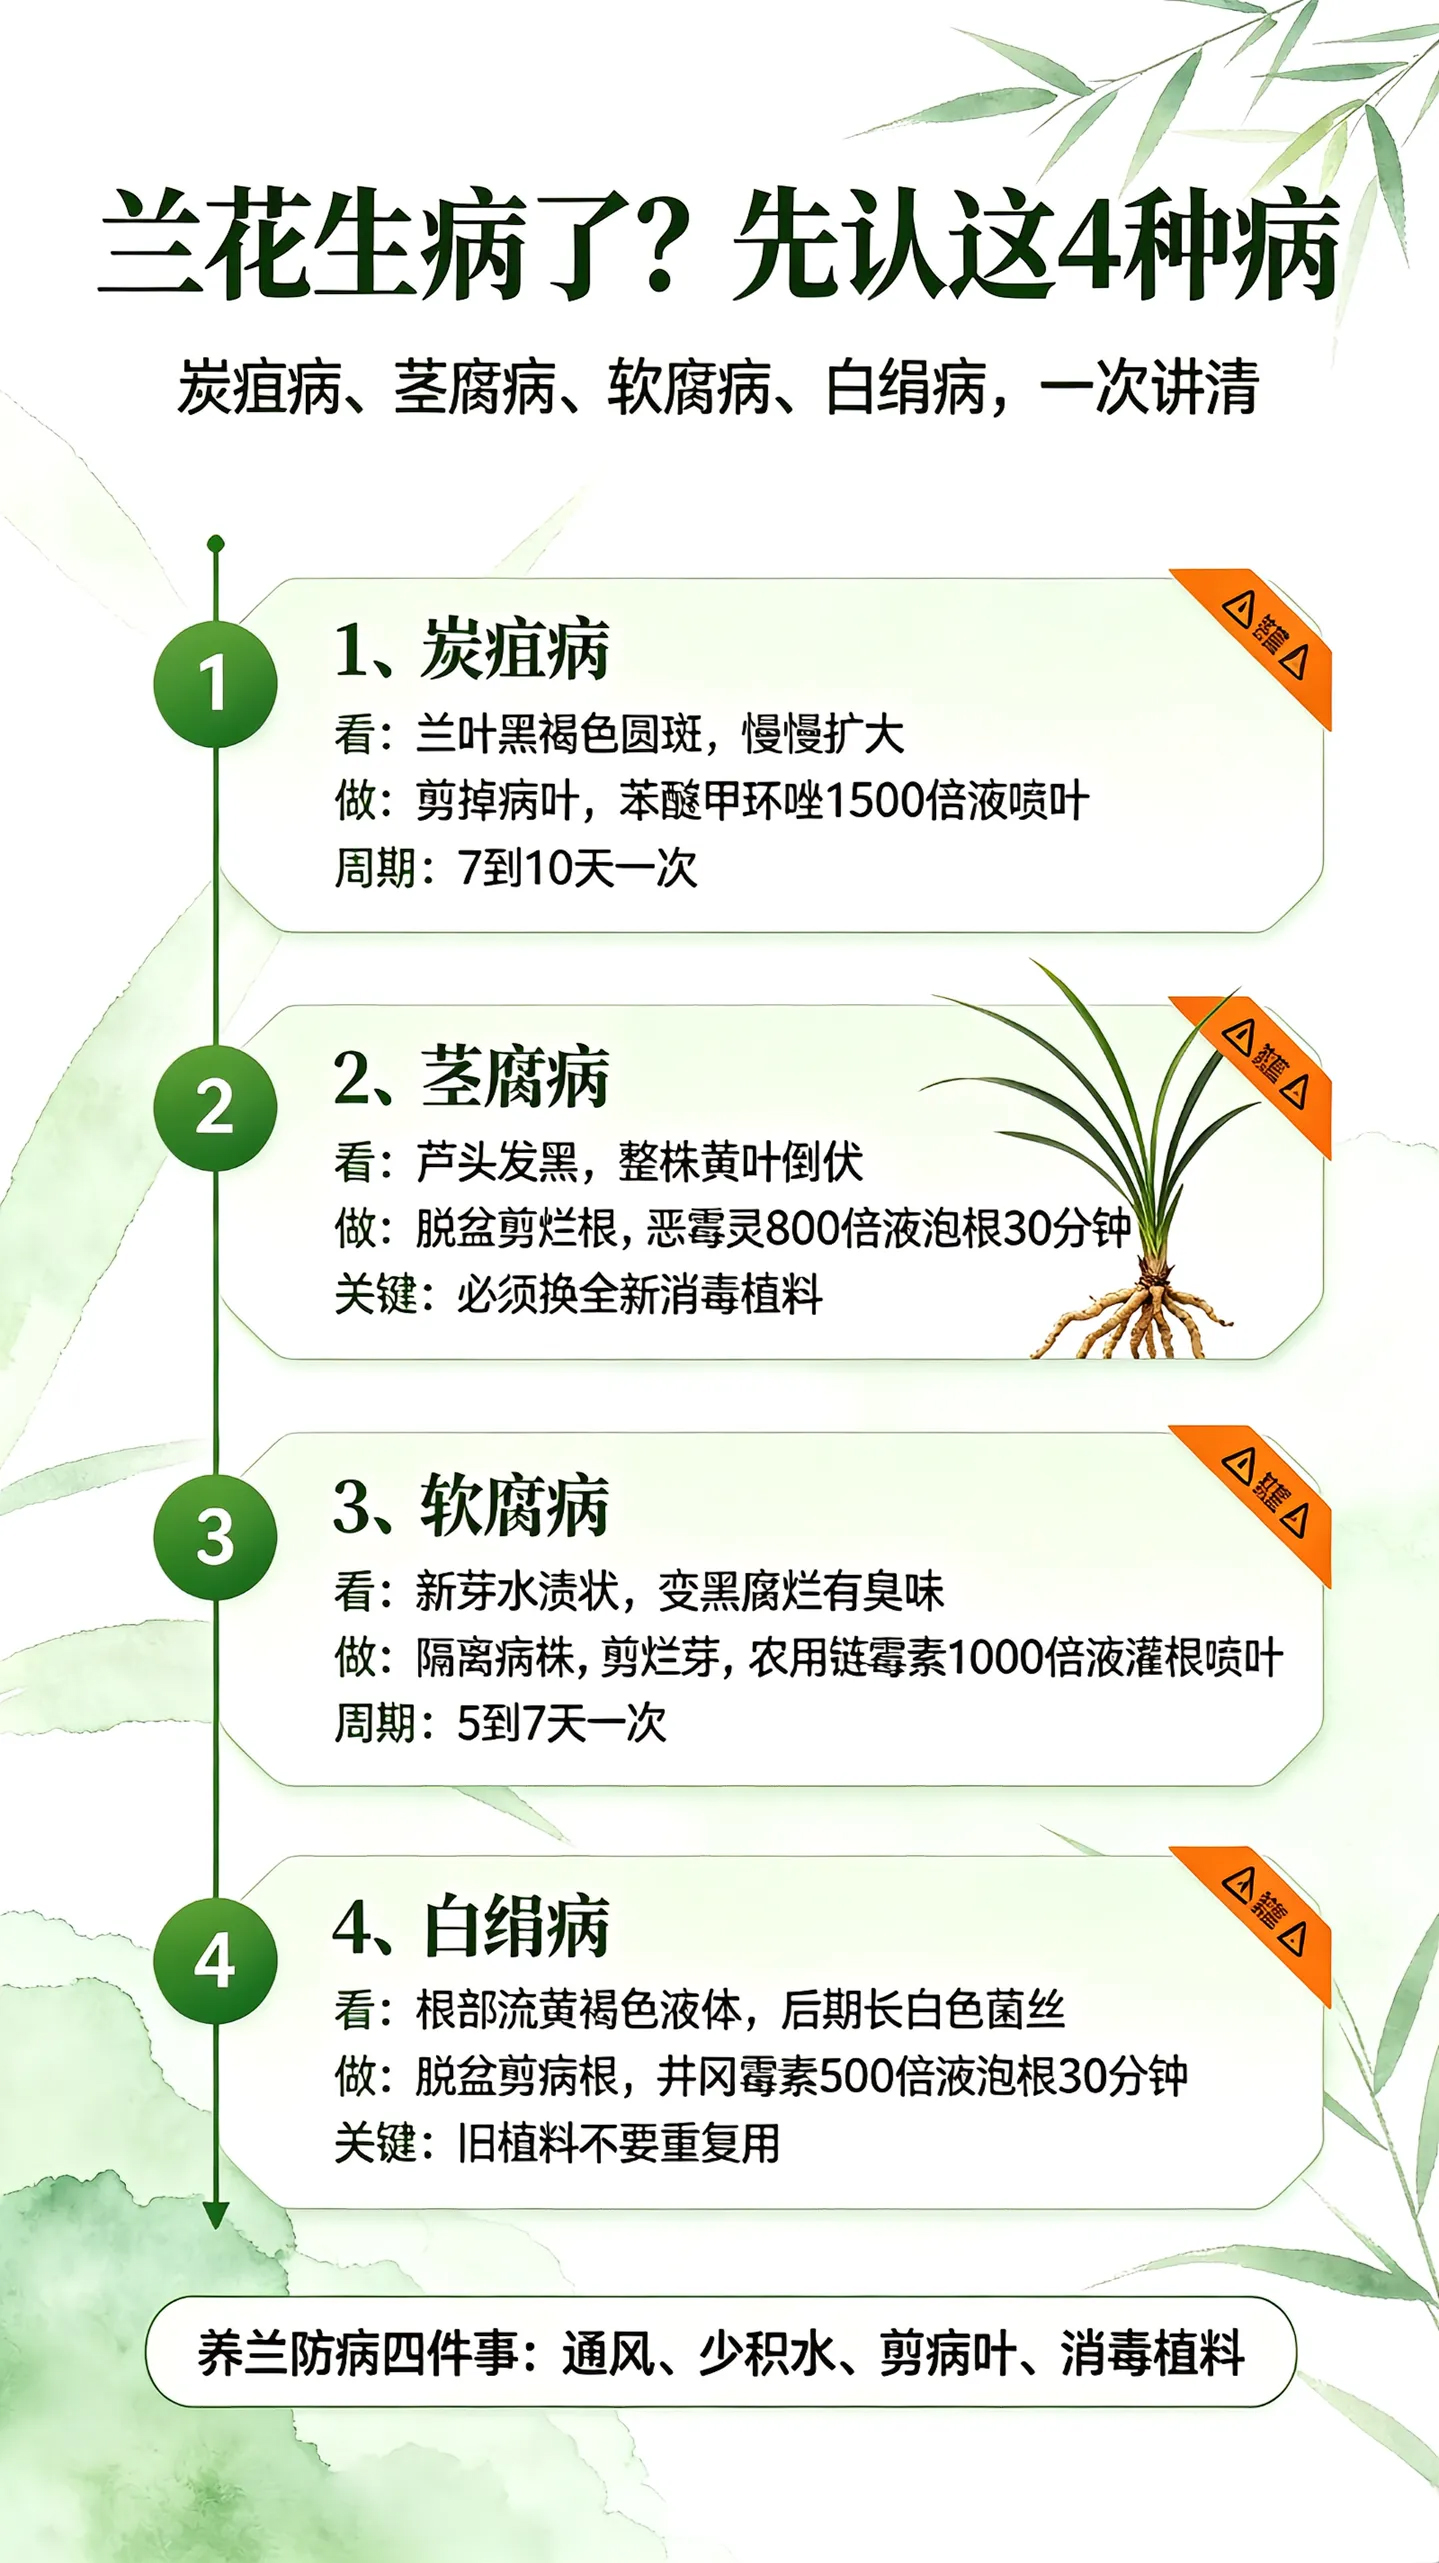 兰花生病了？先认这4种病
炭疽病、茎腐病、软腐病、白绢病，一次讲清
1
1、炭疽病
看：兰叶黑褐色圆斑，慢慢扩大
做：剪掉病叶，苯醚甲环唑1500倍液喷叶
周期：7到10天一次
2
2、茎腐病
看：芦头发黑，整株黄叶倒伏
做：脱盆剪烂根，恶霉灵800倍液泡根30分钟
关键：必须换全新消毒植料
3
3、软腐病
看：新芽水渍状，变黑腐烂有臭味
做：隔离病株，剪烂芽，农用链霉素1000倍液灌根喷叶
周期：5到7天一次
4
4、白绢病
看：根部流黄褐色液体，后期长白色菌丝
做：脱盆剪病根，井冈霉素500倍液泡根30分钟
关键：旧植料不要重复用
养兰防病四件事：通风、少积水、剪病叶、消毒植料